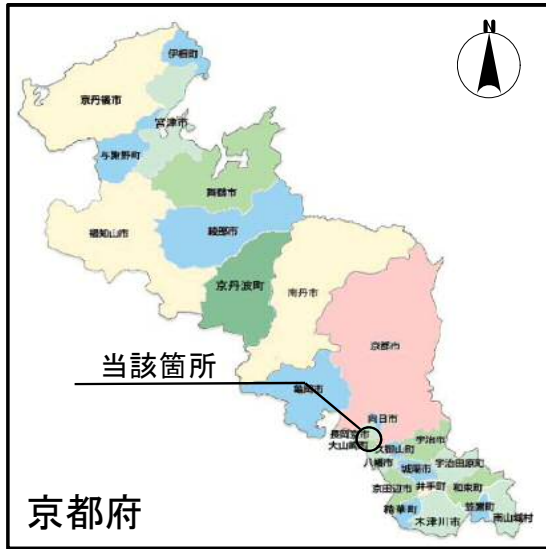 N
伊根町
京丹後市
宮津市
与謝野町
舞鶴市
福知山市
綾部市
京丹波町
南丹市
京都市
当該箇所
亀岡市
向日市
長岡京市
大山崎町
宇治市
久御山町
八幡市
宇治田原町
城陽市
京田辺市
井手町
和束町
精華町
笠置町
木津川市
南山城村
京都府